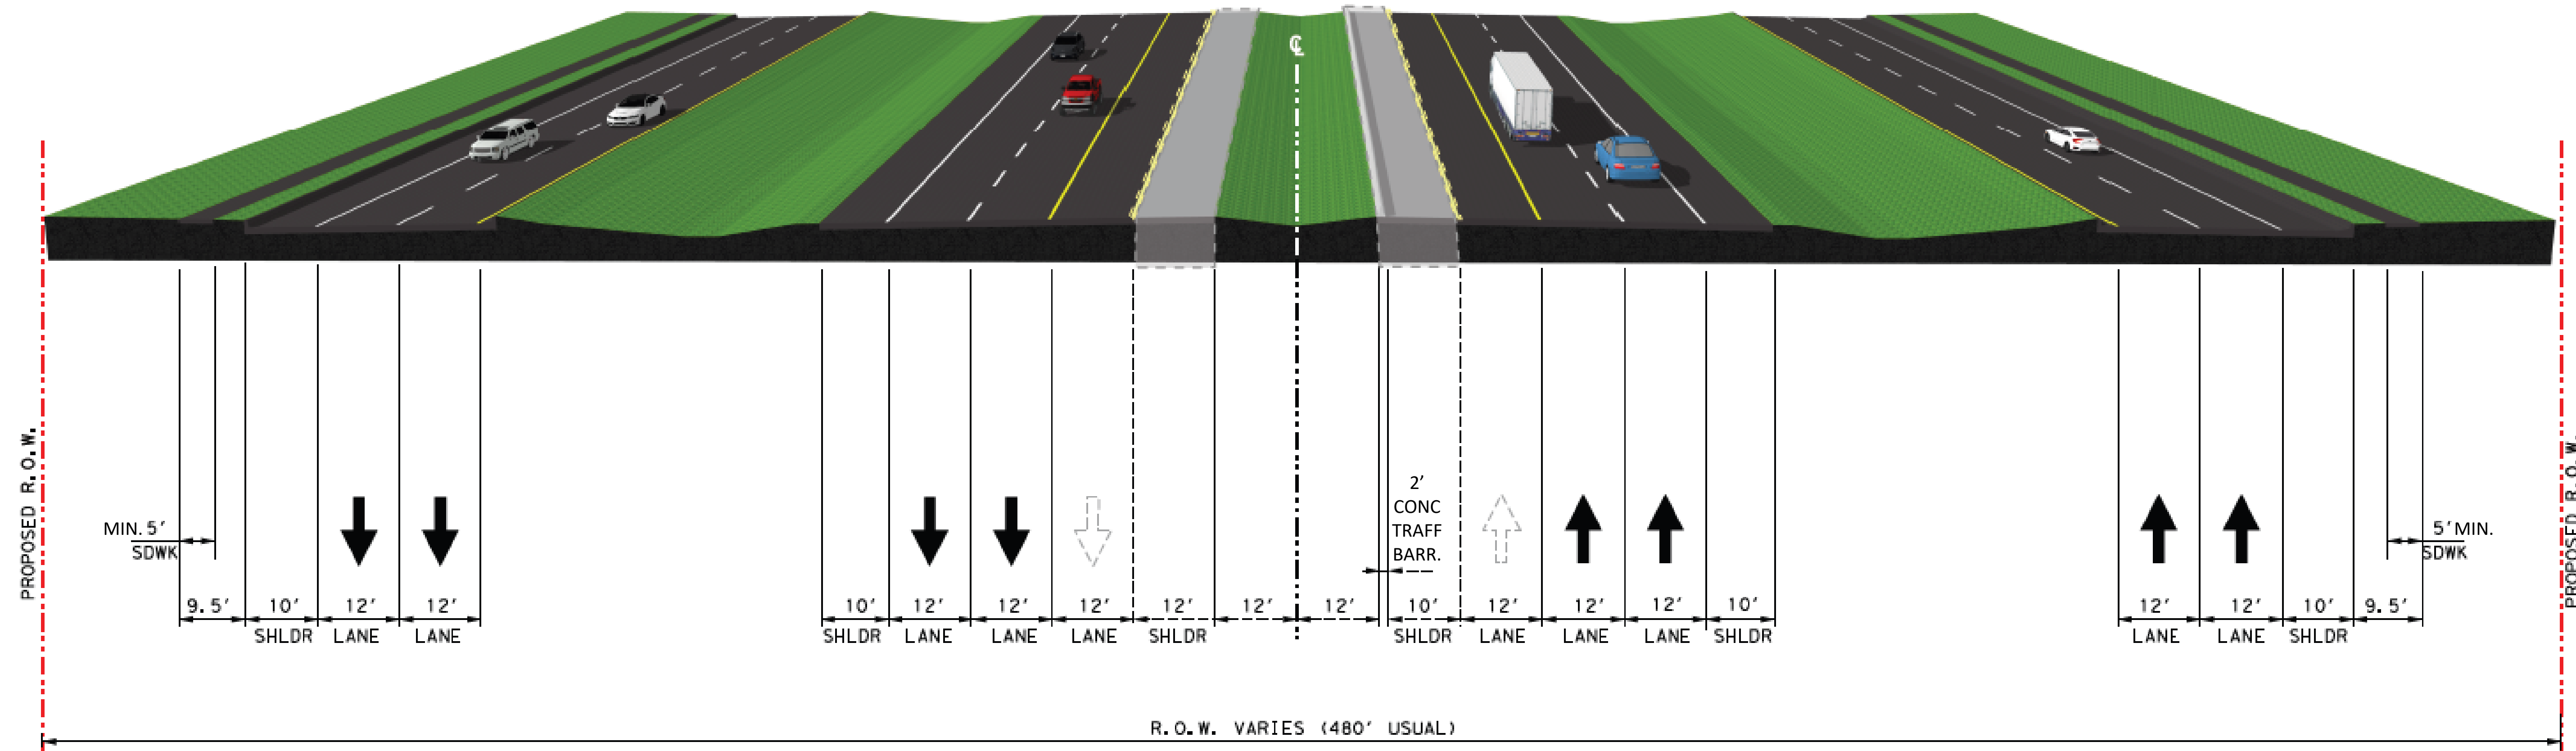 ℄
PROPOSED R.O.W.
MIN. 5'
SDWK
9.5'
10'
SHLDR
12'
LANE
12'
LANE
10'
SHLDR
12'
LANE
12'
LANE
12'
LANE
12'
SHLDR
12'
12'
2'
CONC
TRAFF
BARR.
10'
SHLDR
12'
LANE
12'
LANE
12'
LANE
10'
SHLDR
12'
LANE
12'
LANE
10'
SHLDR
9.5'
5' MIN.
SDWK
PROPOSED R.O.W.
R.O.W. VARIES (480' USUAL)